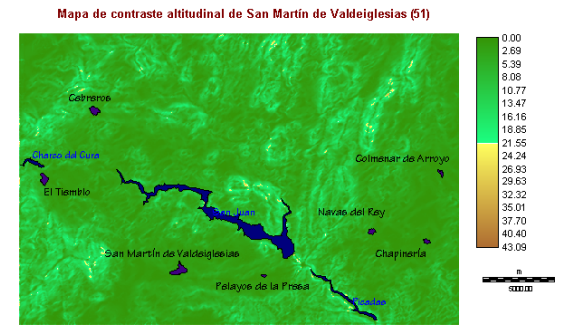 Mapa de contraste altitudinal de San Martín de Valdeiglesias (51)
0.00
2.69
5.39
8.08
10.77
13.47
16.16
18.85
21.55
24.24
26.93
29.63
32.32
35.01
37.70
40.40
43.09
Cebreros
Charco del Cura
Colmenar de Arroyo
El Tiemblo
San Juan
Navas del Rey
San Martín de Valdeiglesias
Chapinería
Pelayos de la Presa
Picadas
m
5000.00